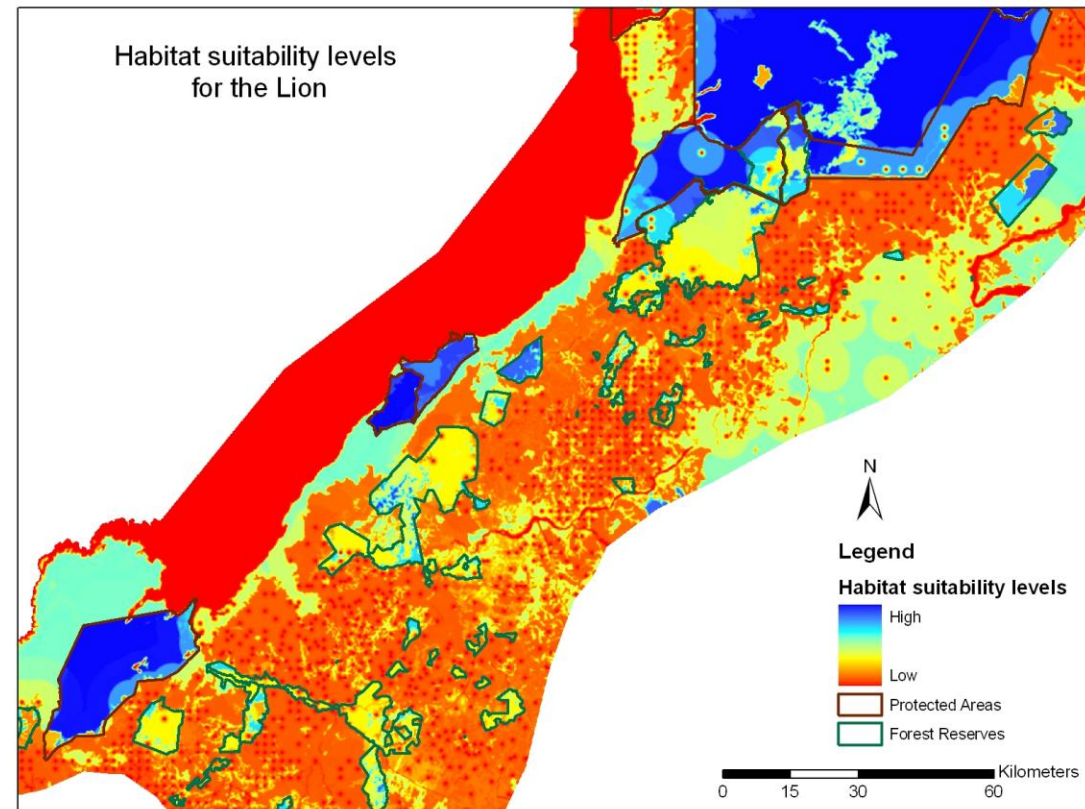 Habitat suitability levels
for the Lion
N
Legend
Habitat suitability levels
High
Low
Protected Areas
Forest Reserves
Kilometers
0 15 30 60